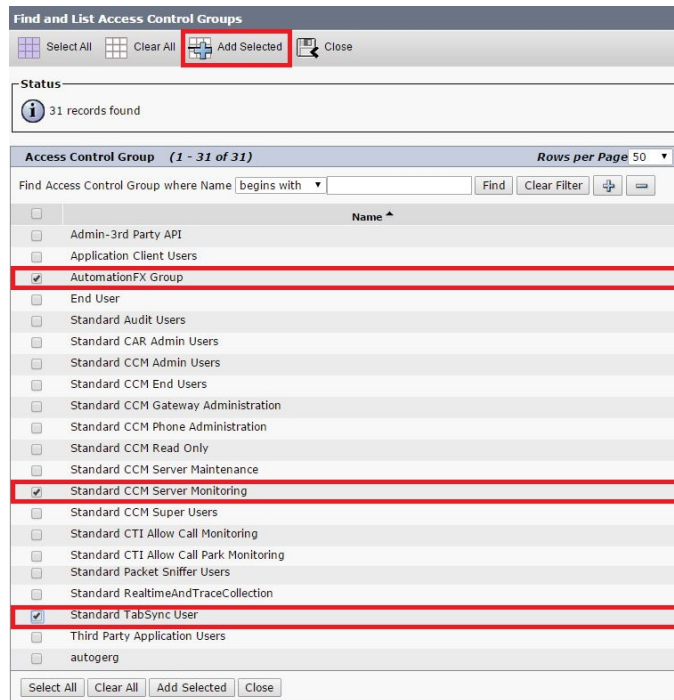 Find and List Access Control Groups
Select All Clear All Add Selected Close
Status
31 records found
Access Control Group (1 - 31 of 31) Rows per Page 50
Find Access Control Group where Name begins with Find Clear Filter
Name
Admin-3rd Party API
Application Client Users
AutomationFX Group
End User
Standard Audit Users
Standard CAR Admin Users
Standard CCM Admin Users
Standard CCM End Users
Standard CCM Gateway Administration
Standard CCM Phone Administration
Standard CCM Read Only
Standard CCM Server Maintenance
Standard CCM Server Monitoring
Standard CCM Super Users
Standard CTI Allow Call Monitoring
Standard CTI Allow Call Park Monitoring
Standard Packet Sniffer Users
Standard RealtimeAndTraceCollection
Standard TabSync User
Third Party Application Users
autogerg
Select All Clear All Add Selected Close